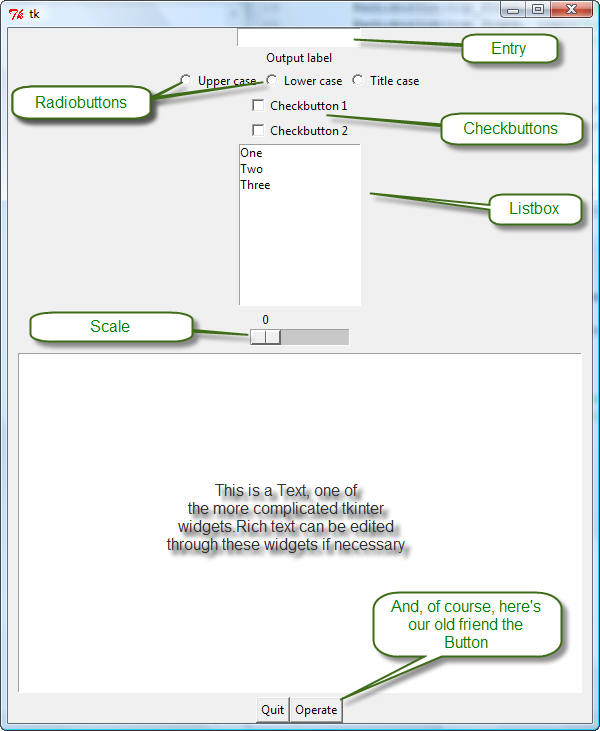 tk
Entry
Output label
Upper case Lower case Title case
Radiobuttons
Checkbutton 1
Checkbuttons
Checkbutton 2
One
Two
Three
Listbox
0
Scale
This is a Text, one of
the more complicated tkinter
widgets.Rich text can be edited
through these widgets if necessary
And, of course, here's
our old friend the
Button
Quit Operate